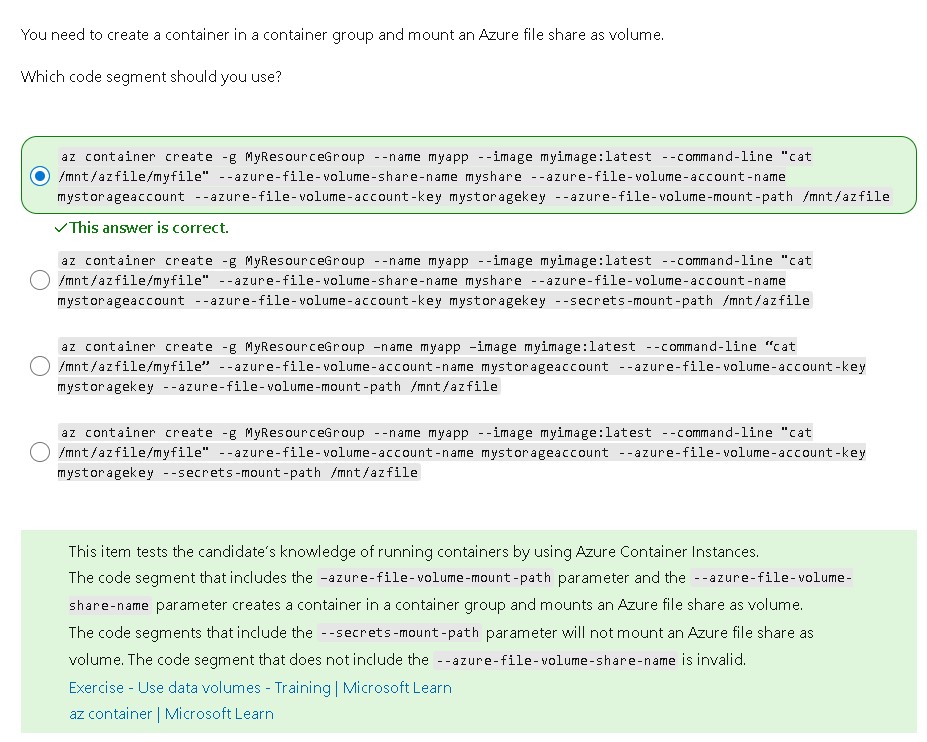 You need to create a container in a container group and mount an Azure file share as volume.
Which code segment should you use?
az container create -g MyResourceGroup --name myapp --image myimage:latest --command-line "cat
/mnt/azfile/myfile" --azure-file-volume-share-name myshare --azure-file-volume-account-name
mystorageaccount --azure-file-volume-account-key mystoragekey --azure-file-volume-mount-path /mnt/azfile
✓This answer is correct.
az container create -g MyResourceGroup --name myapp --image myimage:latest --command-line "cat
/mnt/azfile/myfile" --azure-file-volume-share-name myshare --azure-file-volume-account-name
mystorageaccount --azure-file-volume-account-key mystoragekey --secrets-mount-path /mnt/azfile
az container create -g MyResourceGroup –name myapp –image myimage:latest --command-line “cat
/mnt/azfile/myfile” --azure-file-volume-account-name mystorageaccount --azure-file-volume-account-key
mystoragekey --azure-file-volume-mount-path /mnt/azfile
az container create -g MyResourceGroup --name myapp --image myimage:latest --command-line "cat
/mnt/azfile/myfile" --azure-file-volume-account-name mystorageaccount --azure-file-volume-account-key
mystoragekey --secrets-mount-path /mnt/azfile
This item tests the candidate’s knowledge of running containers by using Azure Container Instances.
The code segment that includes the –azure-file-volume-mount-path parameter and the --azure-file-volume-
share-name parameter creates a container in a container group and mounts an Azure file share as volume.
The code segments that include the --secrets-mount-path parameter will not mount an Azure file share as
volume. The code segment that does not include the --azure-file-volume-share-name is invalid.
Exercise - Use data volumes - Training | Microsoft Learn
az container | Microsoft Learn